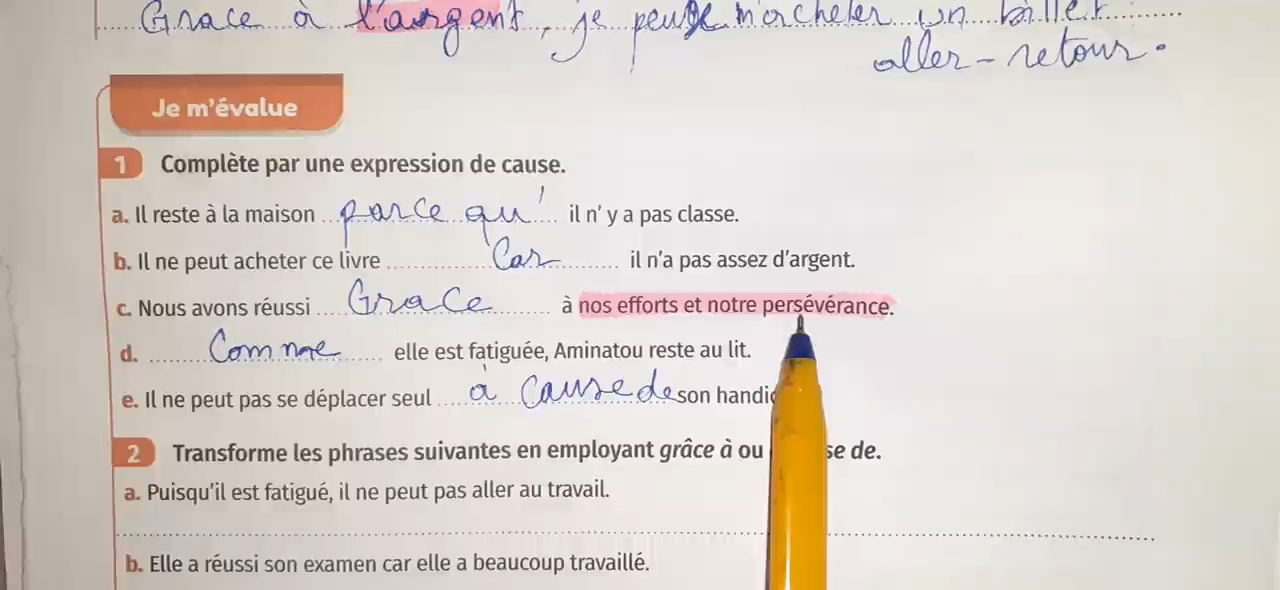 Grace à l'argent, je peux m'acheter un billet
aller-retour.
Je m'évalue
1 Complète par une expression de cause.
a. Il reste à la maison parce qu' il n' y a pas classe.
b. Il ne peut acheter ce livre Car il n'a pas assez d'argent.
c. Nous avons réussi Grace à nos efforts et notre persévérance.
d. Comme elle est fatiguée, Aminatou reste au lit.
e. Il ne peut pas se déplacer seul à cause de son handi
2 Transforme les phrases suivantes en employant grâce à ou se de.
a. Puisqu'il est fatigué, il ne peut pas aller au travail.
b. Elle a réussi son examen car elle a beaucoup travaillé.